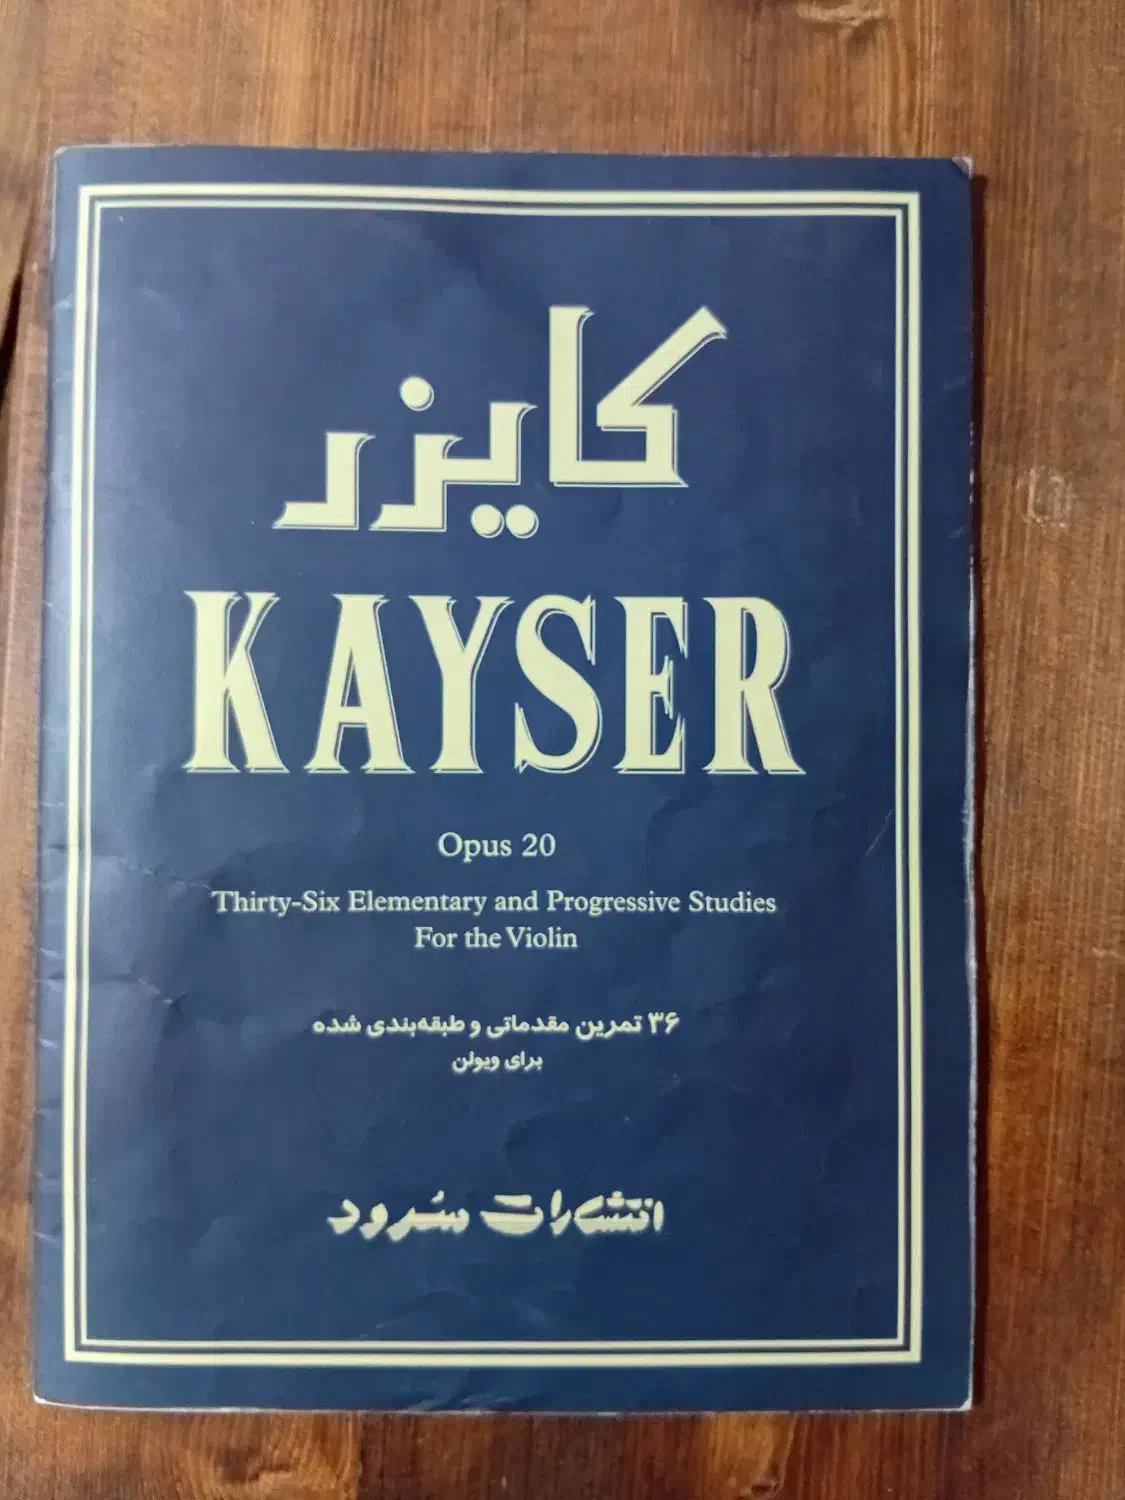 کایزر
KAYSER
Opus 20
Thirty-Six Elementary and Progressive Studies
For the Violin
۳۶ تمرین مقدماتی و طبقه‌بندی شده
برای ویولن
انتشارات سرود